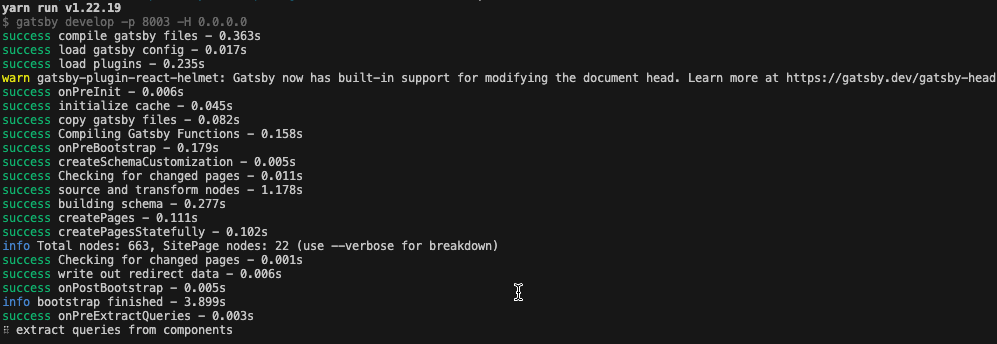 yarn run v1.22.19
$ gatsby develop -p 8003 -H 0.0.0.0
success compile gatsby files - 0.363s
success load gatsby config - 0.017s
success load plugins - 0.235s
warn gatsby-plugin-react-helmet: Gatsby now has built-in support for modifying the document head. Learn more at https://gatsby.dev/gatsby-head
success onPreInit - 0.006s
success initialize cache - 0.045s
success copy gatsby files - 0.082s
success Compiling Gatsby Functions - 0.158s
success onPreBootstrap - 0.179s
success createSchemaCustomization - 0.005s
success Checking for changed pages - 0.011s
success source and transform nodes - 1.178s
success building schema - 0.277s
success createPages - 0.111s
success createPagesStatefully - 0.102s
info Total nodes: 663, SitePage nodes: 22 (use --verbose for breakdown)
success Checking for changed pages - 0.001s
success write out redirect data - 0.006s
success onPostBootstrap - 0.005s
info bootstrap finished - 3.899s
success onPreExtractQueries - 0.003s
⠿ extract queries from components